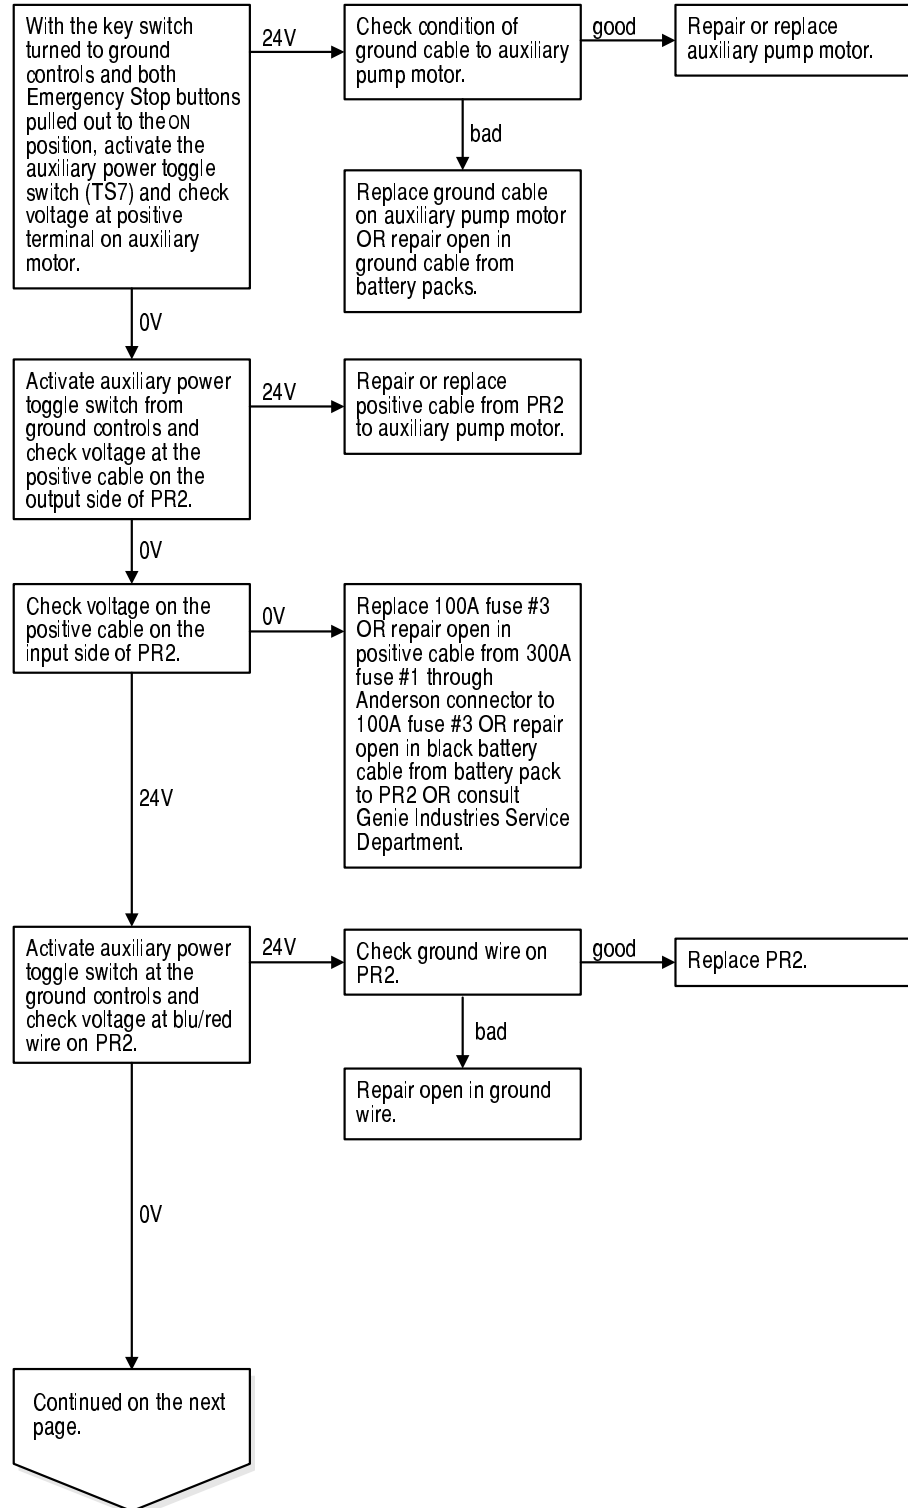 With the key switch
turned to ground
controls and both
Emergency Stop buttons
pulled out to the ON
position, activate the
auxiliary power toggle
switch (TS7) and check
voltage at positive
terminal on auxiliary
motor.
24V
Check condition of
ground cable to auxiliary
pump motor.
good
Repair or replace
auxiliary pump motor.
bad
Replace ground cable
on auxiliary pump motor
OR repair open in
ground cable from
battery packs.
0V
Activate auxiliary power
toggle switch from
ground controls and
check voltage at the
positive cable on the
output side of PR2.
24V
Repair or replace
positive cable from PR2
to auxiliary pump motor.
0V
Check voltage on the
positive cable on the
input side of PR2.
0V
Replace 100A fuse #3
OR repair open in
positive cable from 300A
fuse #1 through
Anderson connector to
100A fuse #3 OR repair
open in black battery
cable from battery pack
to PR2 OR consult
Genie Industries Service
Department.
24V
Activate auxiliary power
toggle switch at the
ground controls and
check voltage at blu/red
wire on PR2.
24V
Check ground wire on
PR2.
good
Replace PR2.
bad
Repair open in ground
wire.
0V
Continued on the next
page.